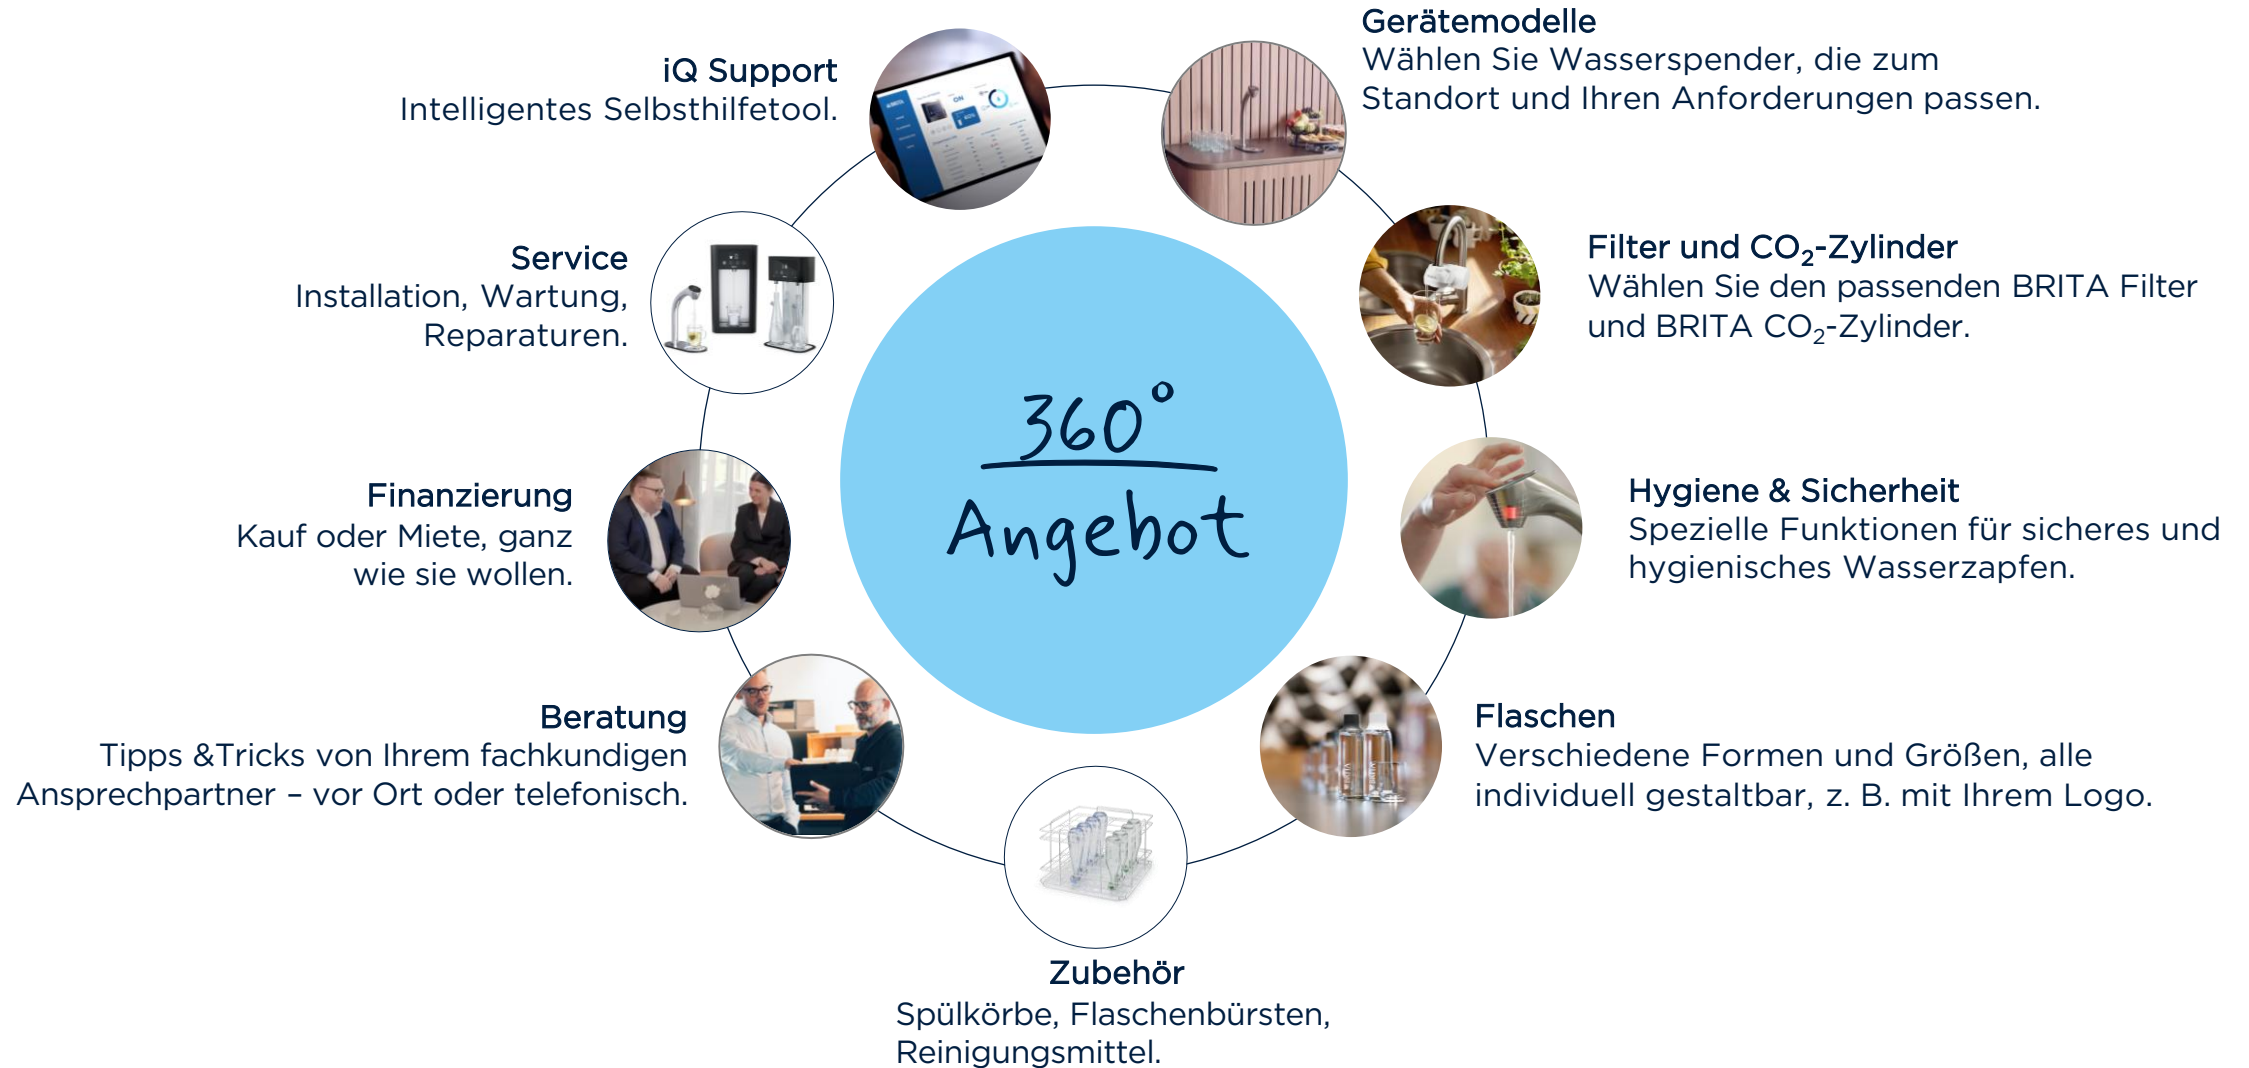 Gerätemodelle
Wählen Sie Wasserspender, die zum
Standort und Ihren Anforderungen passen.
iQ Support
Intelligentes Selbsthilfetool.
Filter und CO₂-Zylinder
Wählen Sie den passenden BRITA Filter
und BRITA CO₂-Zylinder.
Service
Installation, Wartung,
Reparaturen.
360°
Angebot
Hygiene & Sicherheit
Spezielle Funktionen für sicheres und
hygienisches Wasserzapfen.
Finanzierung
Kauf oder Miete, ganz
wie sie wollen.
Flaschen
Verschiedene Formen und Größen, alle
individuell gestaltbar, z. B. mit Ihrem Logo.
Beratung
Tipps &Tricks von Ihrem fachkundigen
Ansprechpartner – vor Ort oder telefonisch.
Zubehör
Spülkörbe, Flaschenbürsten,
Reinigungsmittel.